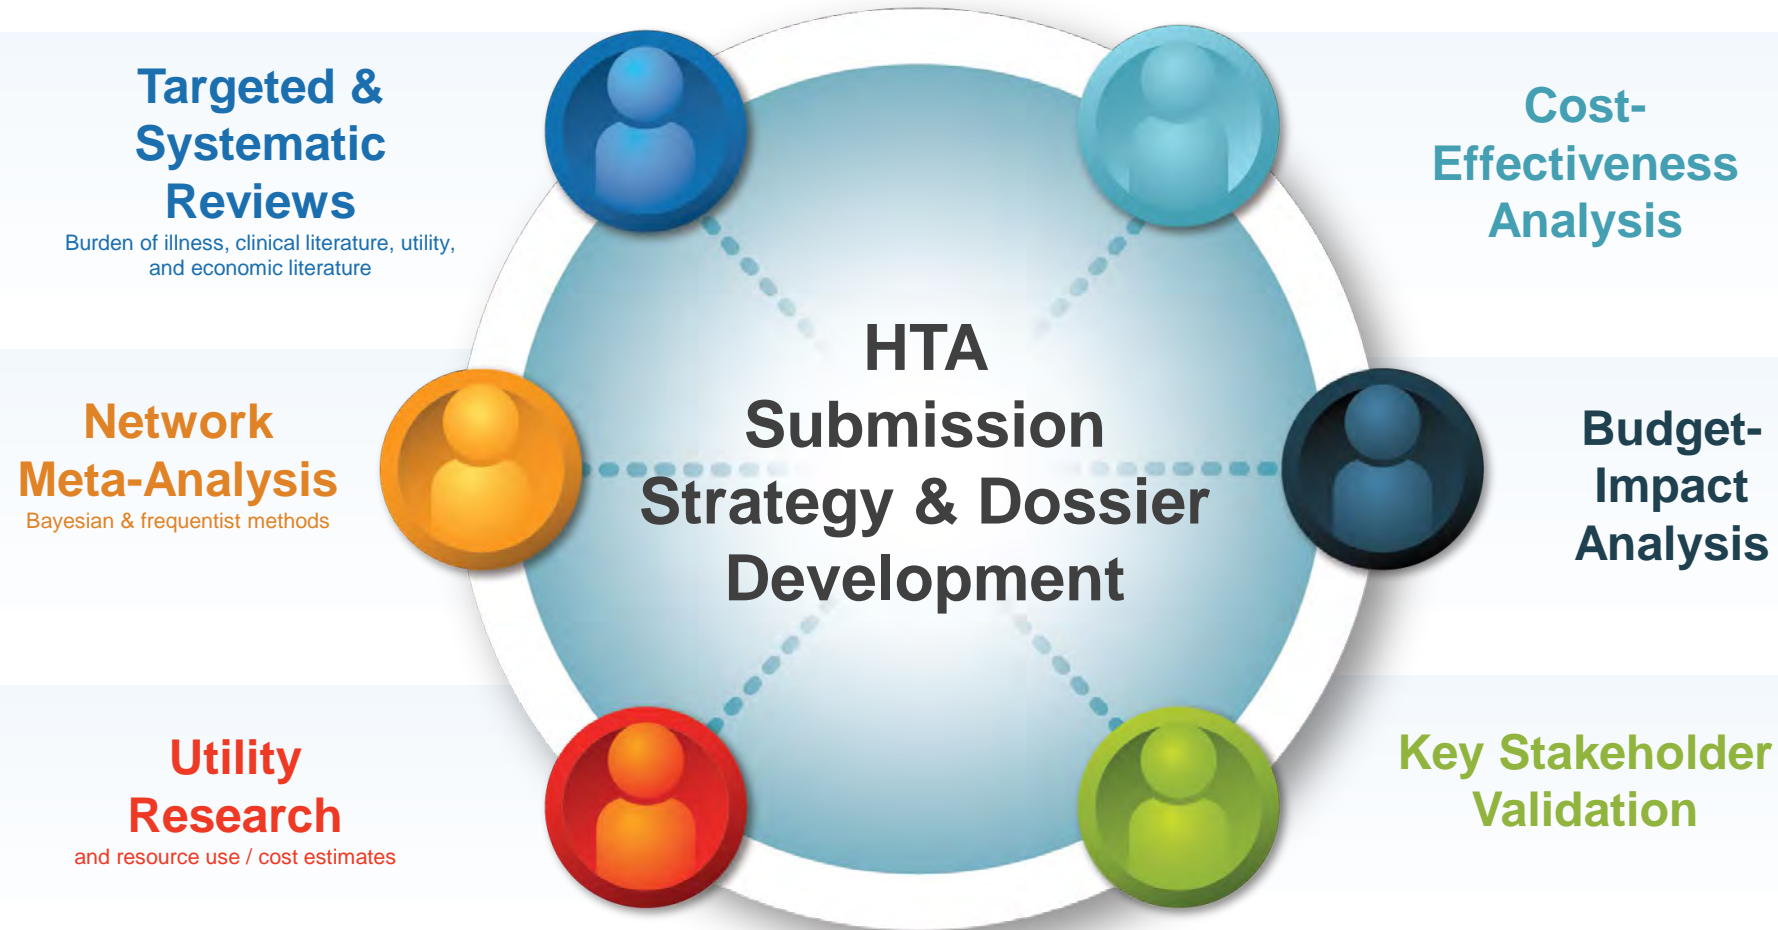 Targeted &
Systematic
Reviews
Burden of illness, clinical literature, utility,
and economic literature
Network
Meta-Analysis
Bayesian & frequentist methods
Utility
Research
and resource use / cost estimates
HTA
Submission
Strategy & Dossier
Development
Cost-
Effectiveness
Analysis
Budget-
Impact
Analysis
Key Stakeholder
Validation